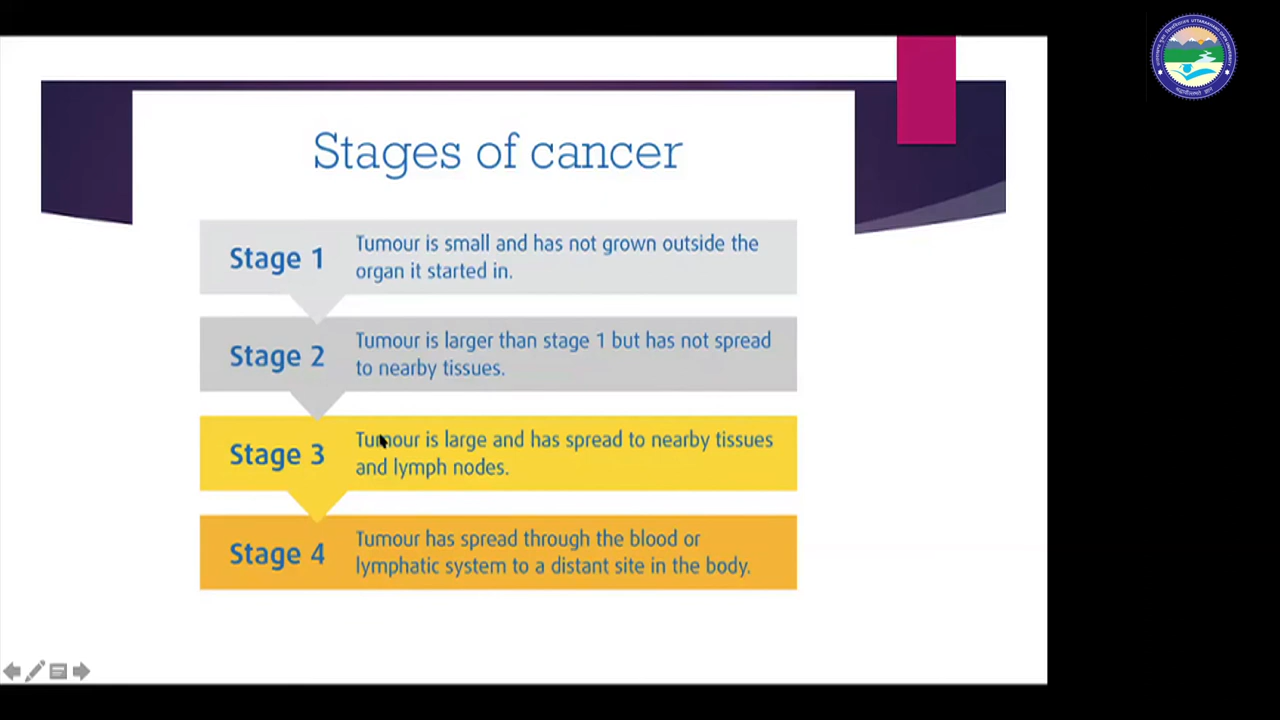 Stages of cancer
Stage 1
Tumour is small and has not grown outside the
organ it started in.
Stage 2
Tumour is larger than stage 1 but has not spread
to nearby tissues.
Stage 3
Tumour is large and has spread to nearby tissues
and lymph nodes.
Stage 4
Tumour has spread through the blood or
lymphatic system to a distant site in the body.